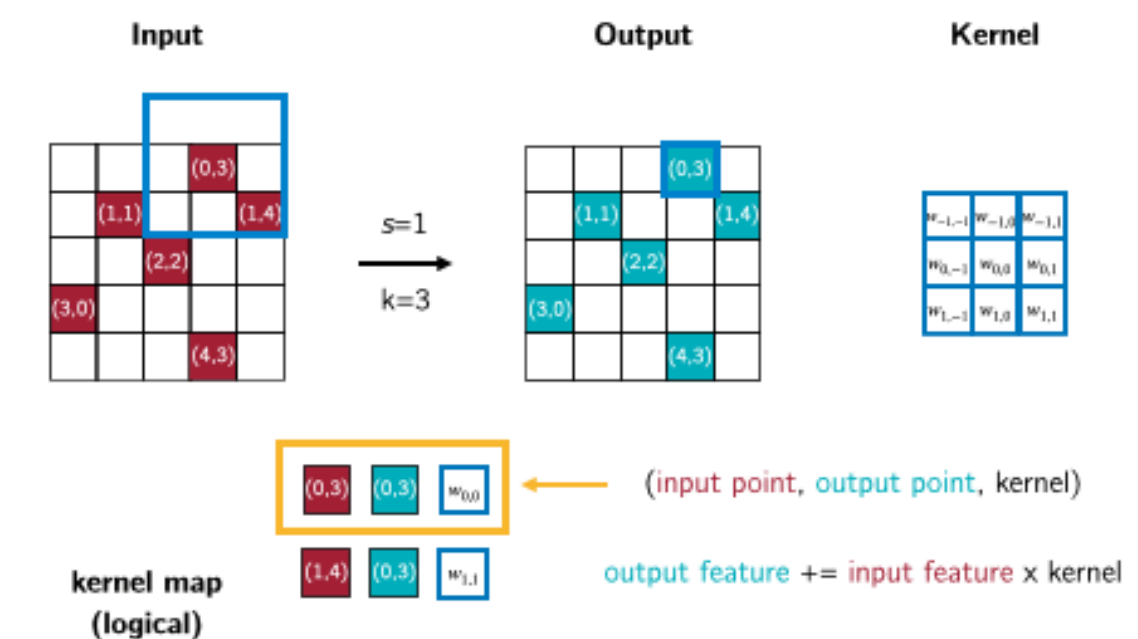 Input Output Kernel
(0,3) (0,3)
(1,1) (1,4) s=1 (1,1) (1,4) w₋₁,₋₁ w₋₁,₀ w₋₁,₁
(2,2) (2,2) w₀,₋₁ w₀,₀ w₀,₁
(3,0) k=3 (3,0) w₁,₋₁ w₁,₀ w₁,₁
(4,3) (4,3)
(0,3) (0,3) w₀,₀ (input point, output point, kernel)
(1,4) (0,3) w₁,₁ output feature += input feature x kernel
kernel map
(logical)